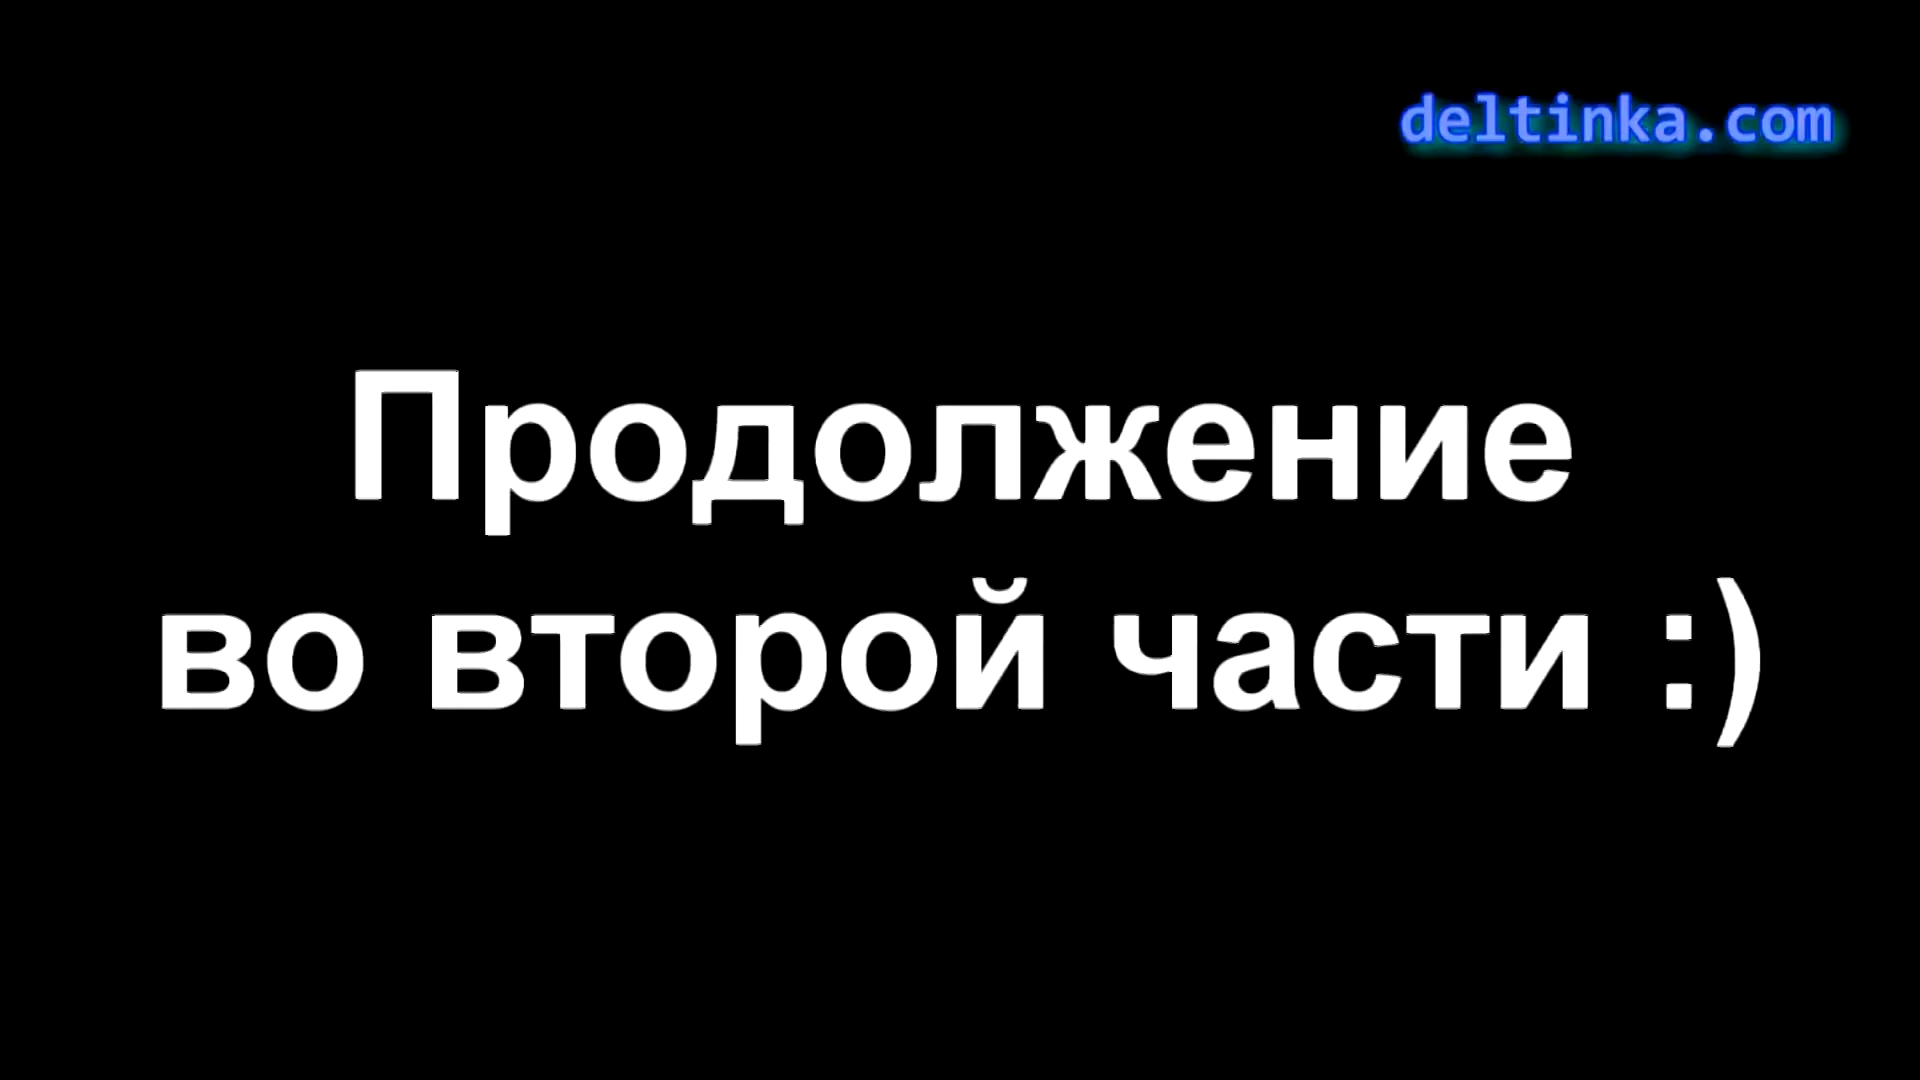 deltinka.com
Продолжение
во второй части :)